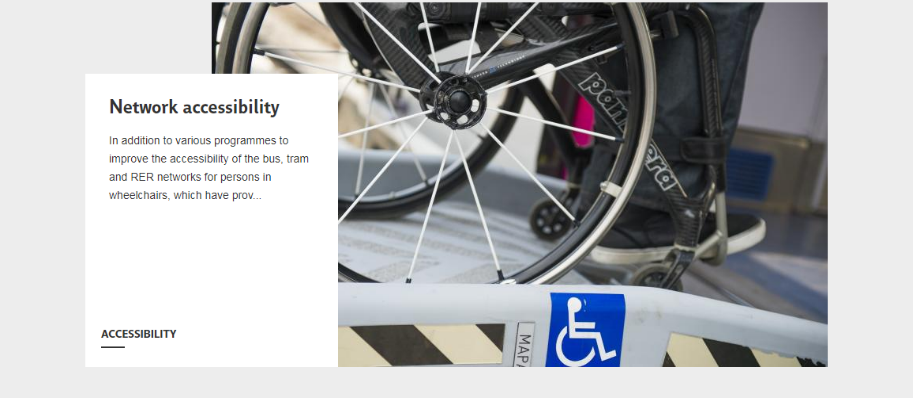 Network accessibility
In addition to various programmes to
improve the accessibility of the bus, tram
and RER networks for persons in
wheelchairs, which have prov...
ACCESSIBILITY
panthera